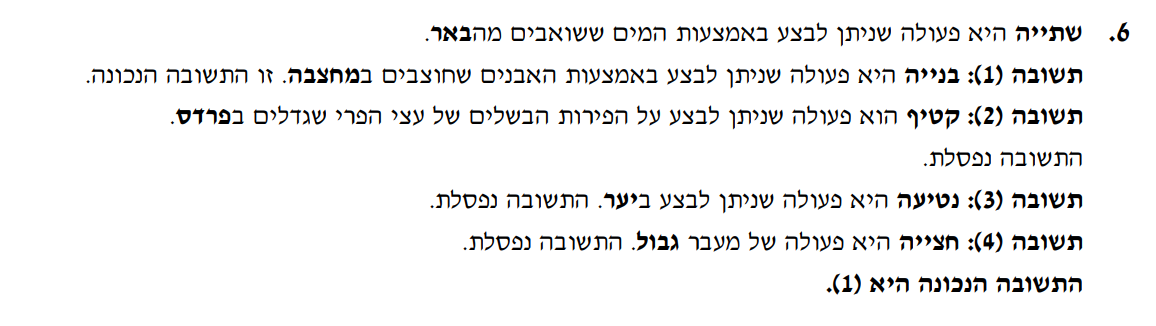 6. שתייה היא פעולה שניתן לבצע באמצעות המים ששואבים מהבאר.
תשובה (1): בנייה היא פעולה שניתן לבצע באמצעות האבנים שחוצבים במחצבה. זו התשובה הנכונה.
תשובה (2): קטיף הוא פעולה שניתן לבצע על הפירות הבשלים של עצי הפרי שגדלים בפרדס.
התשובה נפסלת.
תשובה (3): נטיעה היא פעולה שניתן לבצע ביער. התשובה נפסלת.
תשובה (4): חצייה היא פעולה של מעבר גבול. התשובה נפסלת.
התשובה הנכונה היא (1).